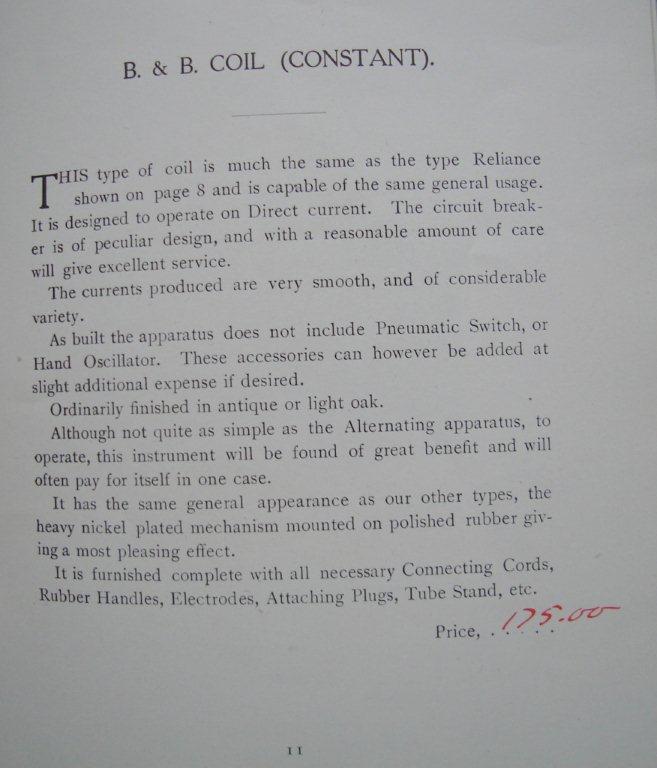 B. & B. COIL (CONSTANT).
THIS type of coil is much the same as the type Reliance
shown on page 8 and is capable of the same general usage.
It is designed to operate on Direct current. The circuit break-
er is of peculiar design, and with a reasonable amount of care
will give excellent service.
The currents produced are very smooth, and of considerable
variety.
As built the apparatus does not include Pneumatic Switch, or
Hand Oscillator. These accessories can however be added at
slight additional expense if desired.
Ordinarily finished in antique or light oak.
Although not quite as simple as the Alternating apparatus, to
operate, this instrument will be found of great benefit and will
often pay for itself in one case.
It has the same general appearance as our other types, the
heavy nickel plated mechanism mounted on polished rubber giv-
ing a most pleasing effect.
It is furnished complete with all necessary Connecting Cords,
Rubber Handles, Electrodes, Attaching Plugs, Tube Stand, etc.
Price, . . . . . 175.00
11